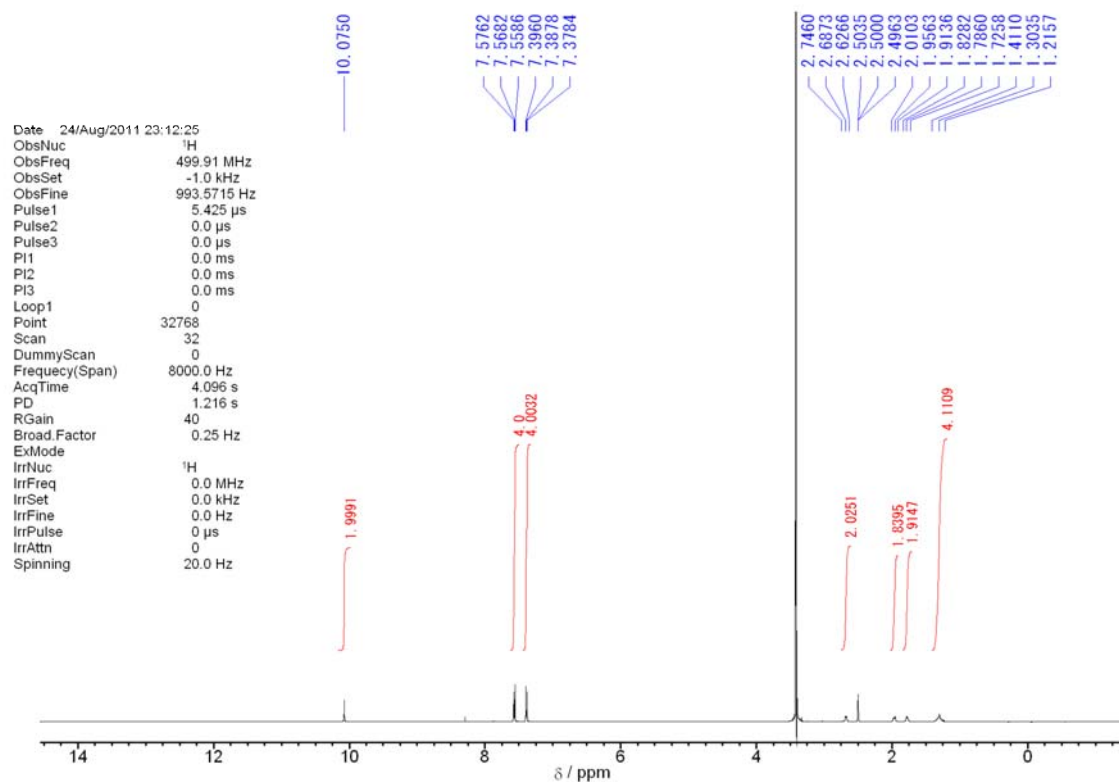 10.0750
7.5762
7.5682
7.5586
7.3960
7.3878
7.3784
2.7460
2.6873
2.6266
2.5035
2.5000
2.4963
2.0103
1.9563
1.9136
1.8282
1.7860
1.7258
1.4110
1.3035
1.2157
Date 24/Aug/2011 23:12:25
ObsNuc ¹H
ObsFreq 499.91 MHz
ObsSet -1.0 kHz
ObsFine 993.5715 Hz
Pulse1 5.425 µs
Pulse2 0.0 µs
Pulse3 0.0 µs
PI1 0.0 ms
PI2 0.0 ms
PI3 0.0 ms
Loop1 0
Point 32768
Scan 32
DummyScan 0
Frequecy(Span) 8000.0 Hz
AcqTime 4.096 s
PD 1.216 s
RGain 40
Broad.Factor 0.25 Hz
ExMode
IrrNuc ¹H
IrrFreq 0.0 MHz
IrrSet 0.0 kHz
IrrFine 0.0 Hz
IrrPulse 0 µs
IrrAttn 0
Spinning 20.0 Hz
1.9991
4.0
4.0032
2.0251
1.8395
1.9147
4.1109
14 12 10 8 6 4 2 0
δ / ppm